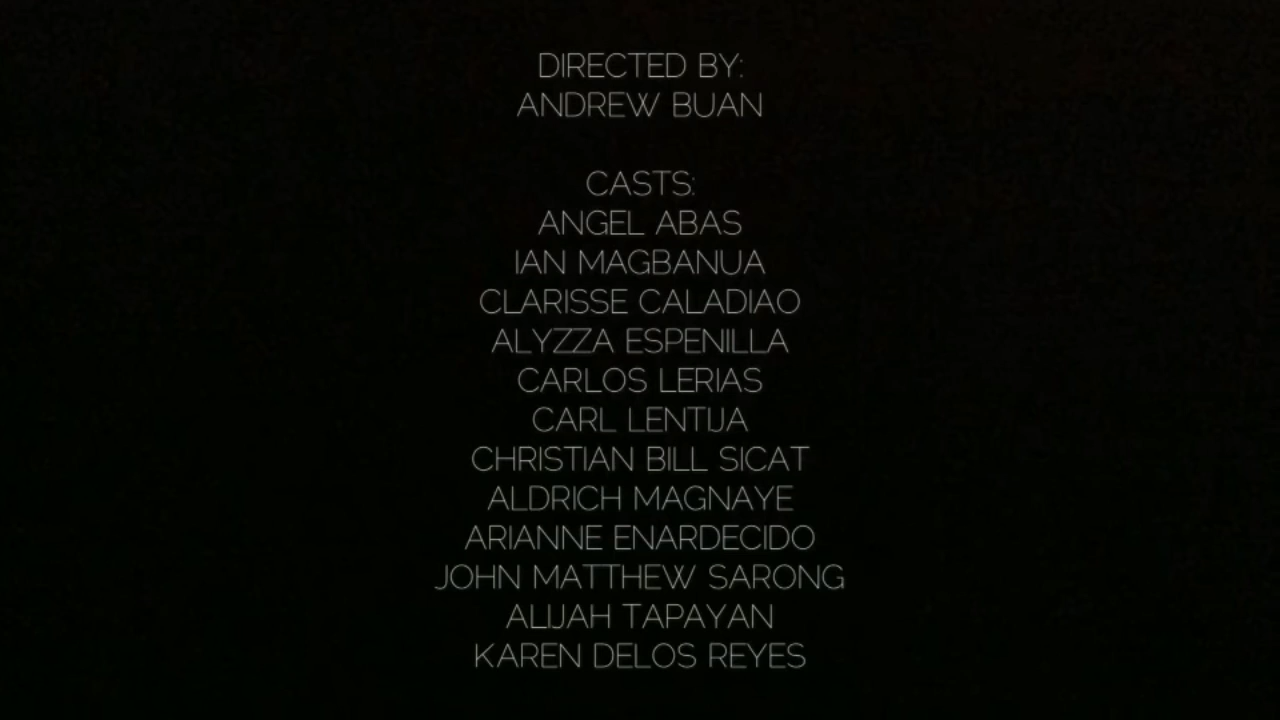 DIRECTED BY:
ANDREW BUAN
CASTS:
ANGEL ABAS
IAN MAGBANUA
CLARISSE CALADIAO
ALYZZA ESPENILLA
CARLOS LERIAS
CARL LENTIJA
CHRISTIAN BILL SICAT
ALDRICH MAGNAYE
ARIANNE ENARDECIDO
JOHN MATTHEW SARONG
ALIJAH TAPAYAN
KAREN DELOS REYES